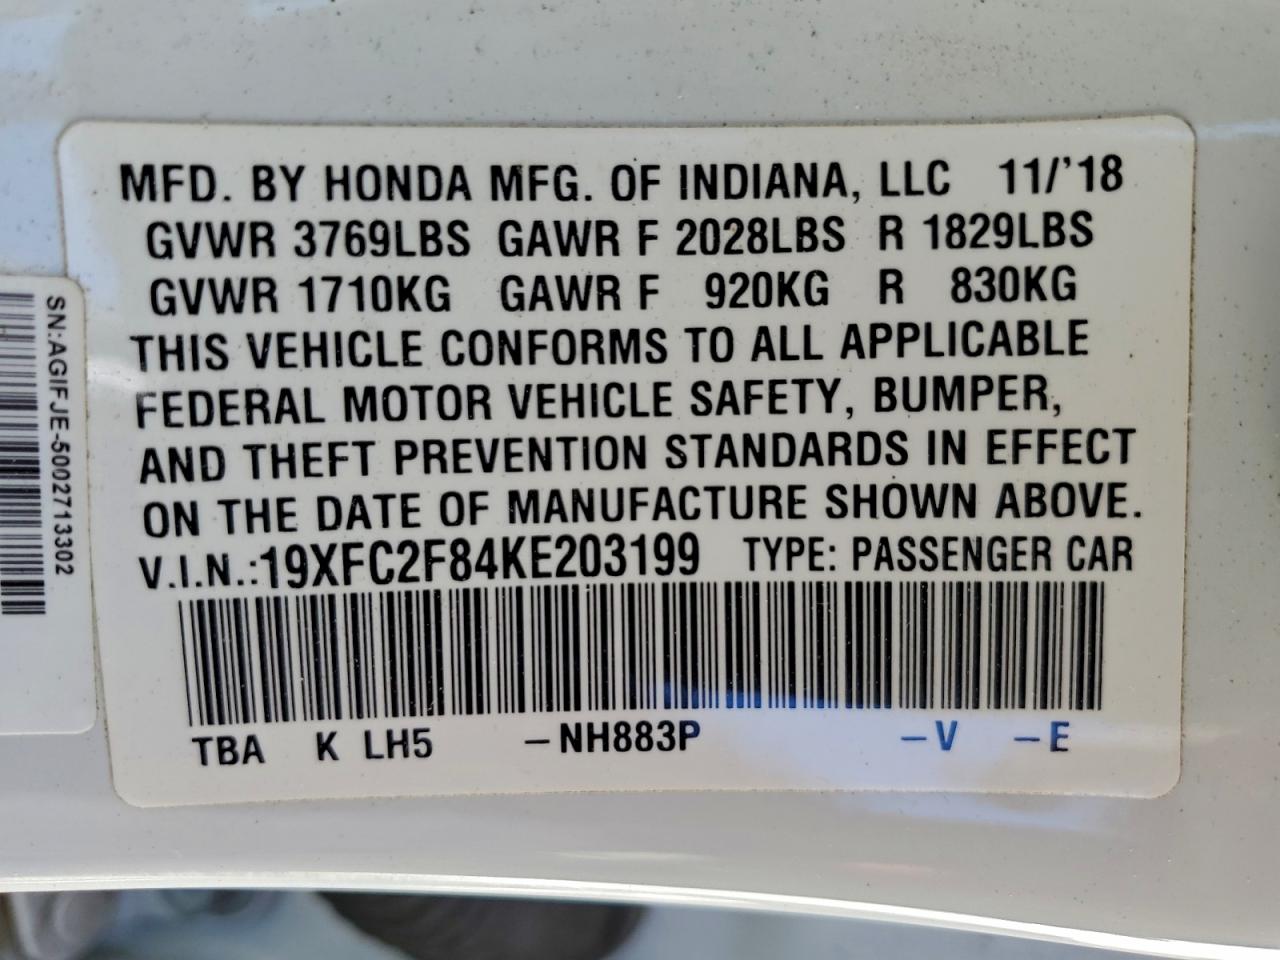 MFD. BY HONDA MFG. OF INDIANA, LLC 11/'18
GVWR 3769LBS GAWR F 2028LBS R 1829LBS
GVWR 1710KG GAWR F 920KG R 830KG
THIS VEHICLE CONFORMS TO ALL APPLICABLE
FEDERAL MOTOR VEHICLE SAFETY, BUMPER,
AND THEFT PREVENTION STANDARDS IN EFFECT
ON THE DATE OF MANUFACTURE SHOWN ABOVE.
V.I.N.:19XFC2F84KE203199 TYPE: PASSENGER CAR
TBA K LH5 –NH883P –V –E
SN:AGIFJE-5002713302